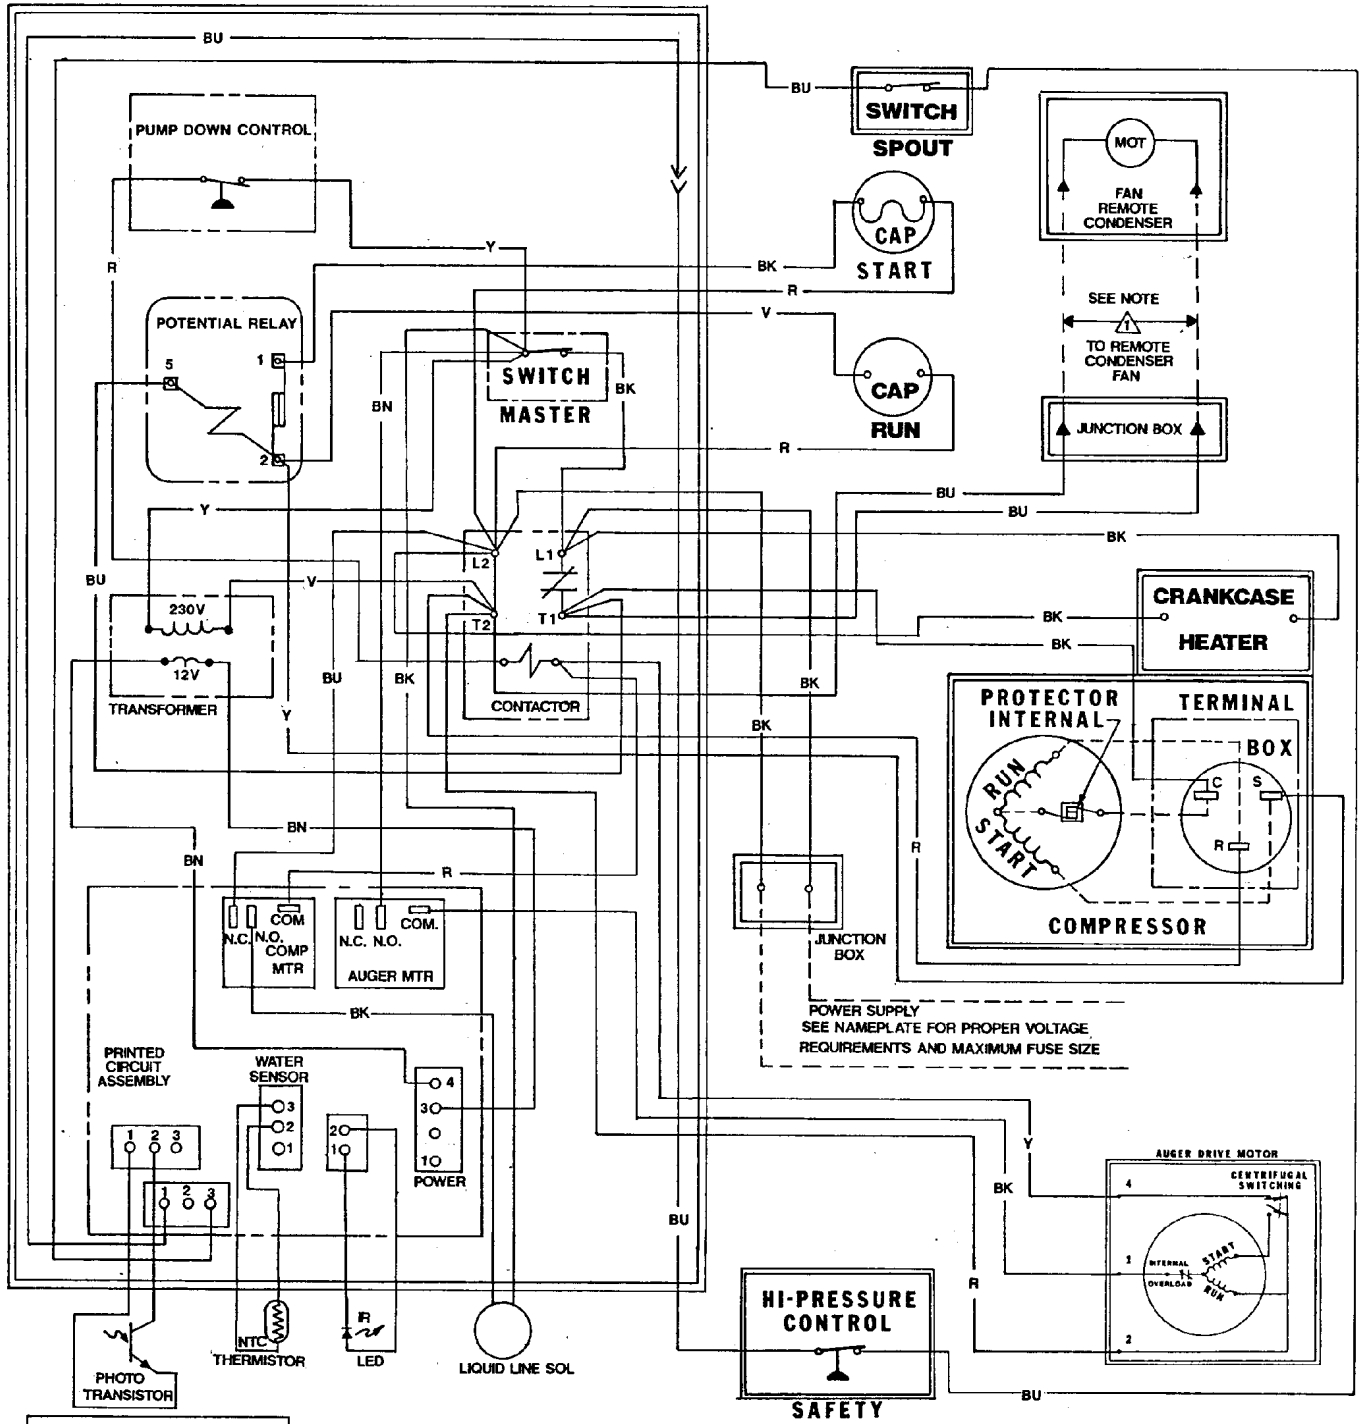 BU
BU
SWITCH
SPOUT
PUMP DOWN CONTROL
MOT
FAN
REMOTE
CONDENSER
CAP
START
Y
R
BK
R
V
SEE NOTE
1
TO REMOTE
CONDENSER
FAN
POTENTIAL RELAY
1
5
2
SWITCH
MASTER
BK
BN
CAP
RUN
R
JUNCTION BOX
BU
BU
Y
BK
L2
L1
T2
T1
BU
V
230V
12V
TRANSFORMER
CONTACTOR
BK
BK
CRANKCASE
HEATER
BU
BK
BK
BK
Y
PROTECTOR
INTERNAL
TERMINAL
BOX
RUN
START
C
S
R
COMPRESSOR
R
BN
BN
R
N.C.
N.O.
COM
COMP
MTR
N.C. N.O.
COM.
AUGER MTR
JUNCTION
BOX
BK
POWER SUPPLY
SEE NAMEPLATE FOR PROPER VOLTAGE
REQUIREMENTS AND MAXIMUM FUSE SIZE
PRINTED
CIRCUIT
ASSEMBLY
WATER
SENSOR
3
2
1
2
1
4
3
1
POWER
1 2 3
1 2 3
Y
BK
R
BU
AUGER DRIVE MOTOR
CENTRIFUGAL
SWITCHING
4
1
2
INTERNAL
OVERLOAD
START
RUN
HI-PRESSURE
CONTROL
SAFETY
BU
PHOTO
TRANSISTOR
NTC
THERMISTOR
IR
LED
LIQUID LINE SOL